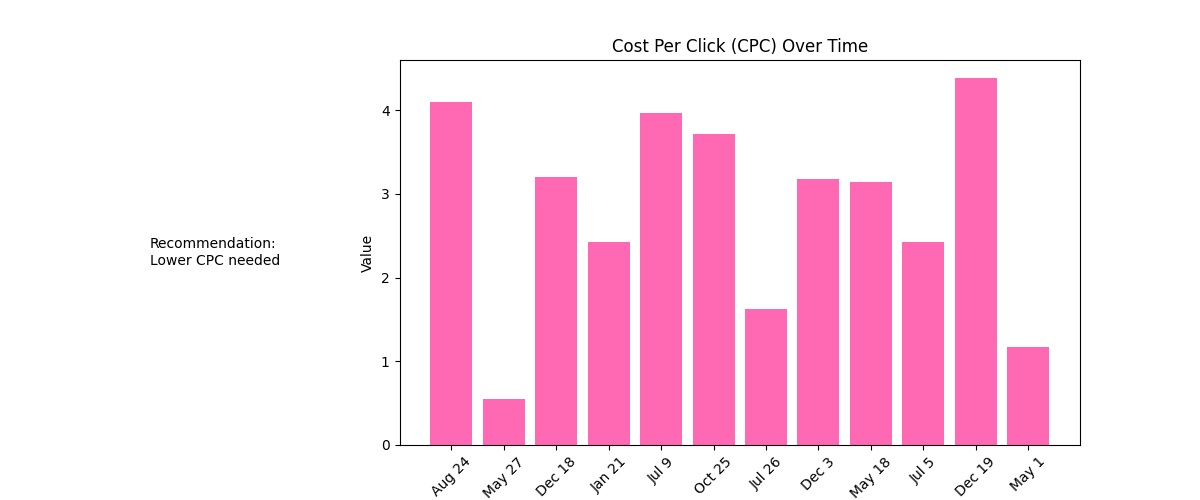 Cost Per Click (CPC) Over Time
Recommendation:
Lower CPC needed
Value
4
3
2
1
0
Aug 24
May 27
Dec 18
Jan 21
Jul 9
Oct 25
Jul 26
Dec 3
May 18
Jul 5
Dec 19
May 1